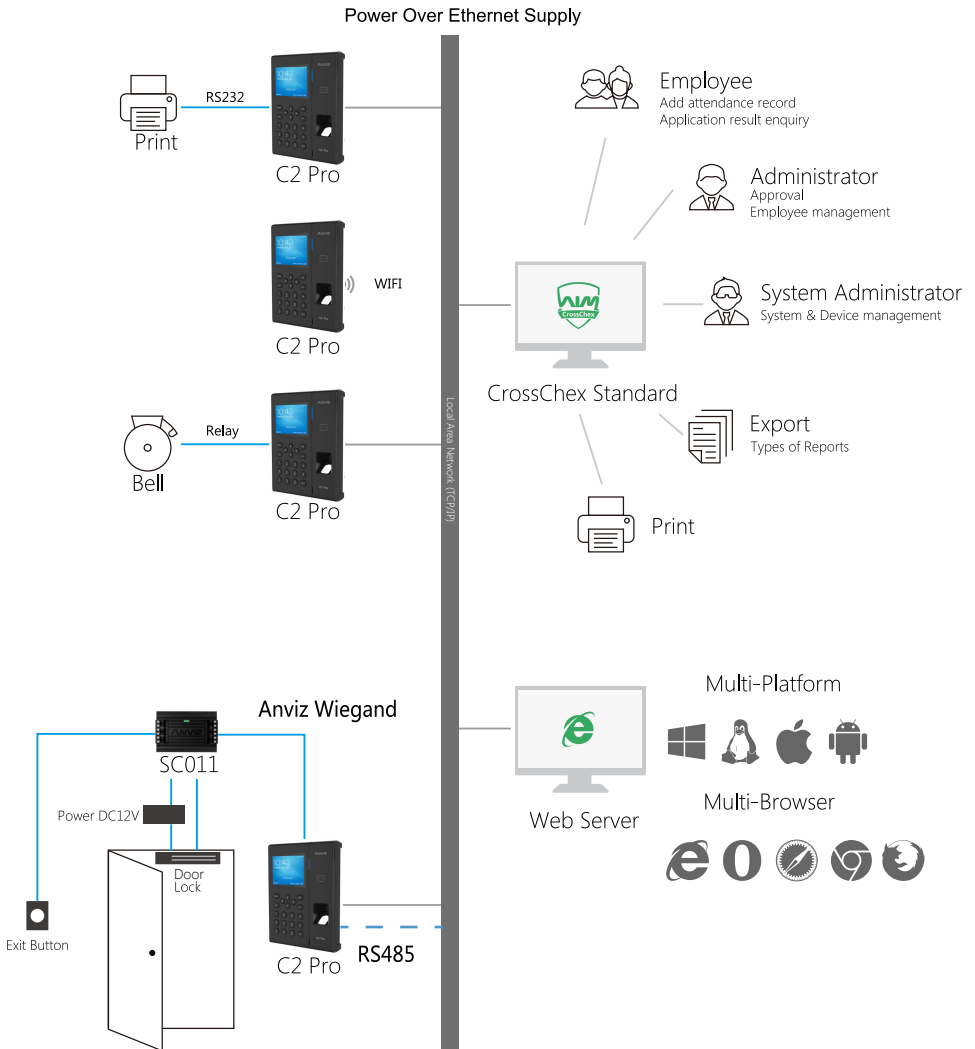 Power Over Ethernet Supply
RS232
Print
C2 Pro
WIFI
C2 Pro
Relay
Bell
C2 Pro
Local Area Network (TCP/IP)
Employee
Add attendance record
Application result enquiry
Administrator
Approval
Employee management
System Administrator
System & Device management
AIM
CrossChex
CrossChex Standard
Export
Types of Reports
Print
Anviz Wiegand
ANVIZ
SC011
Power DC12V
Door
Lock
Exit Button
C2 Pro
RS485
Web Server
Multi-Platform
Multi-Browser